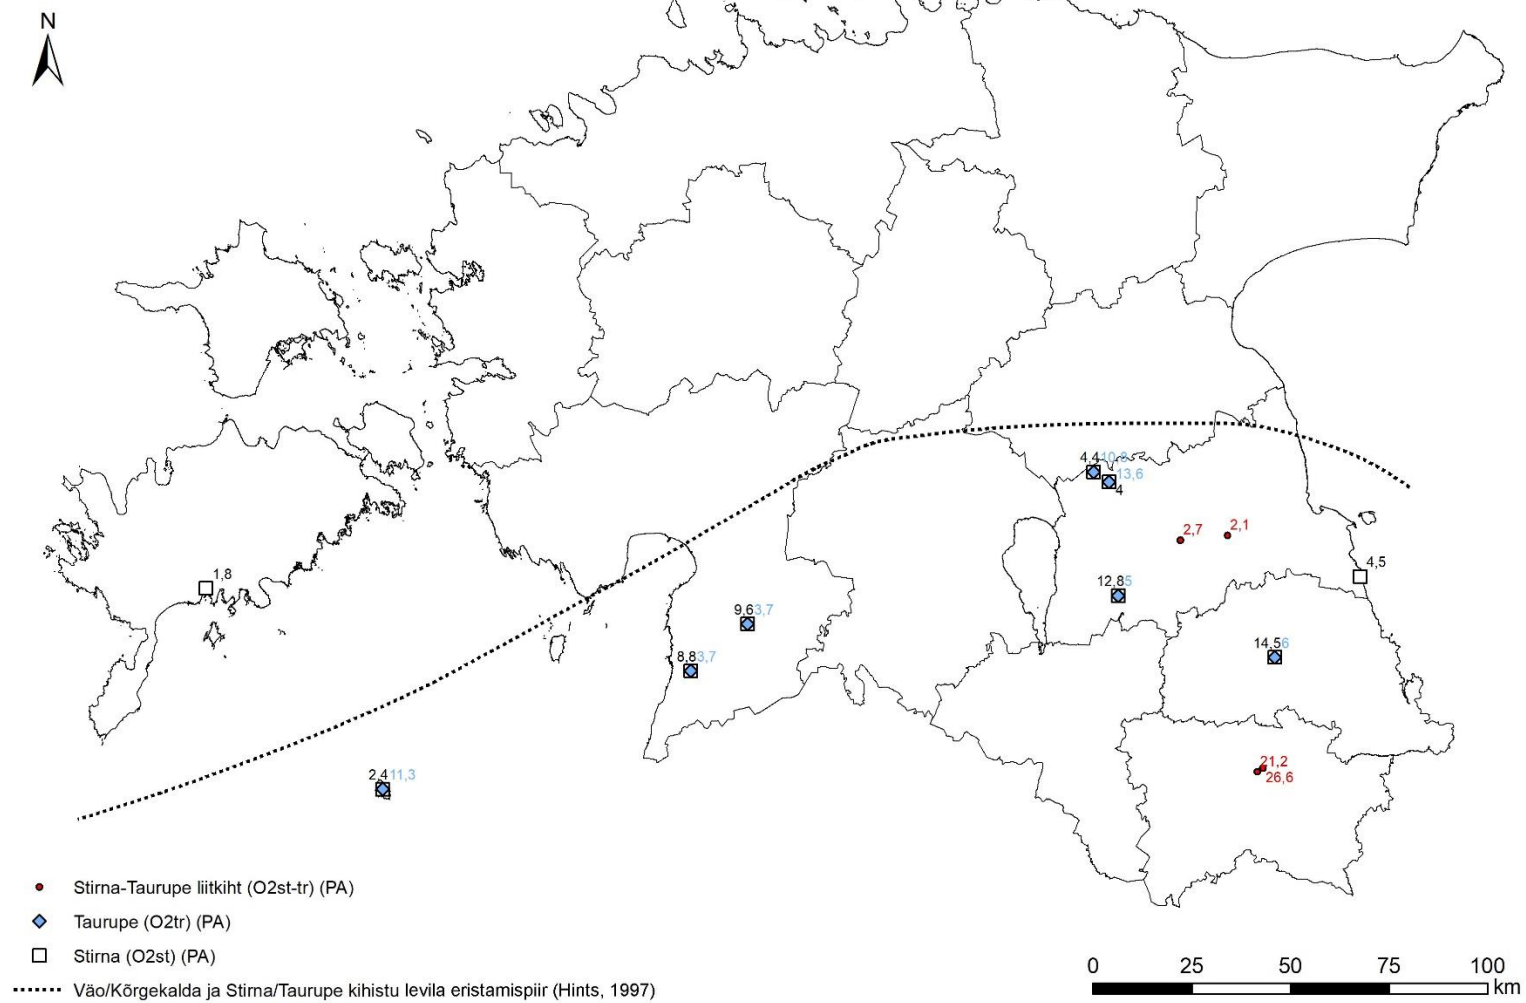 N
4,4 10,8
13,6
4
2,7
2,1
4,5
1,8
12,8 5
9,6 3,7
14,5 6
8,8 3,7
2,4 11,3
21,2
26,6
Stirna-Taurupe liitkiht (O2st-tr) (PA)
Taurupe (O2tr) (PA)
Stirna (O2st) (PA)
Väo/Kõrgekalda ja Stirna/Taurupe kihistu levila eristamispiir (Hints, 1997)
0 25 50 75 100
km